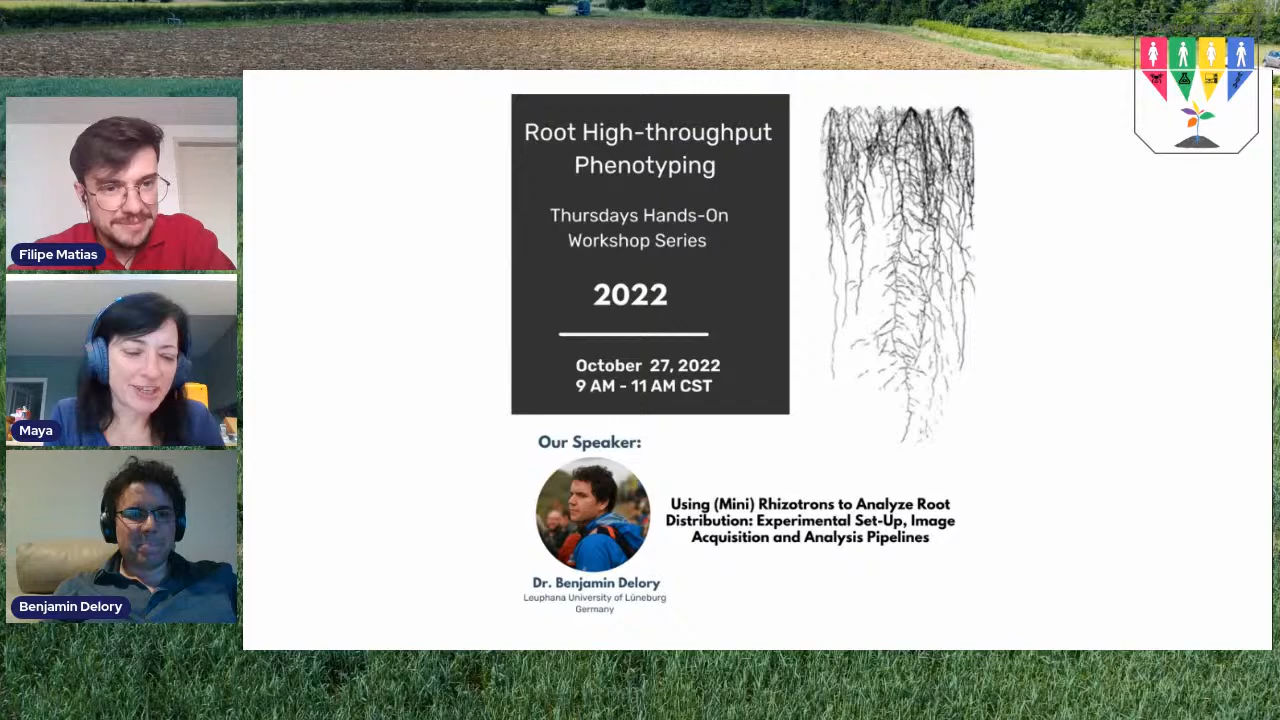 Filipe Matias
Maya
Benjamin Delory
Root High-throughput
Phenotyping
Thursdays Hands-On
Workshop Series
2022
October 27, 2022
9 AM - 11 AM CST
Our Speaker:
Using (Mini) Rhizotrons to Analyze Root
Distribution: Experimental Set-Up, Image
Acquisition and Analysis Pipelines
Dr. Benjamin Delory
Leuphana University of Lüneburg
Germany